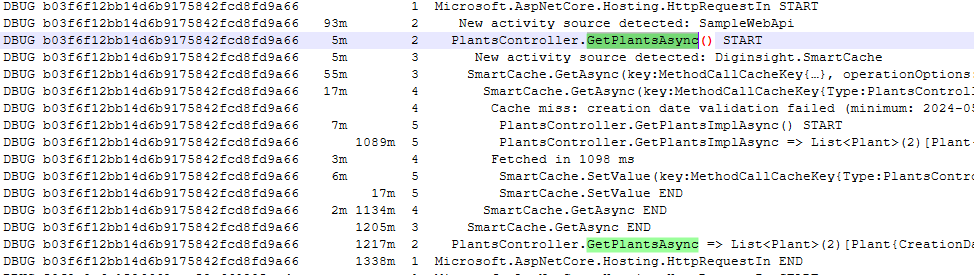 DBUG b03f6f12bb14d6b9175842fcd8fd9a66 1 Microsoft.AspNetCore.Hosting.HttpRequestIn START
DBUG b03f6f12bb14d6b9175842fcd8fd9a66 93m 2 New activity source detected: SampleWebApi
DBUG b03f6f12bb14d6b9175842fcd8fd9a66 5m 2 PlantsController.GetPlantsAsync() START
DBUG b03f6f12bb14d6b9175842fcd8fd9a66 5m 3 New activity source detected: Diginsight.SmartCache
DBUG b03f6f12bb14d6b9175842fcd8fd9a66 55m 3 SmartCache.GetAsync(key:MethodCallCacheKey{…}, operationOptions:
DBUG b03f6f12bb14d6b9175842fcd8fd9a66 17m 4 SmartCache.GetAsync(key:MethodCallCacheKey{Type:PlantsControll
DBUG b03f6f12bb14d6b9175842fcd8fd9a66 4 Cache miss: creation date validation failed (minimum: 2024-05
DBUG b03f6f12bb14d6b9175842fcd8fd9a66 7m 5 PlantsController.GetPlantsImplAsync() START
DBUG b03f6f12bb14d6b9175842fcd8fd9a66 1089m 5 PlantsController.GetPlantsImplAsync => List<Plant>(2)[Plant{
DBUG b03f6f12bb14d6b9175842fcd8fd9a66 3m 4 Fetched in 1098 ms
DBUG b03f6f12bb14d6b9175842fcd8fd9a66 6m 5 SmartCache.SetValue(key:MethodCallCacheKey{Type:PlantsContro
DBUG b03f6f12bb14d6b9175842fcd8fd9a66 17m 5 SmartCache.SetValue END
DBUG b03f6f12bb14d6b9175842fcd8fd9a66 2m 1134m 4 SmartCache.GetAsync END
DBUG b03f6f12bb14d6b9175842fcd8fd9a66 1205m 3 SmartCache.GetAsync END
DBUG b03f6f12bb14d6b9175842fcd8fd9a66 1217m 2 PlantsController.GetPlantsAsync => List<Plant>(2)[Plant{CreationDa
DBUG b03f6f12bb14d6b9175842fcd8fd9a66 1338m 1 Microsoft.AspNetCore.Hosting.HttpRequestIn END